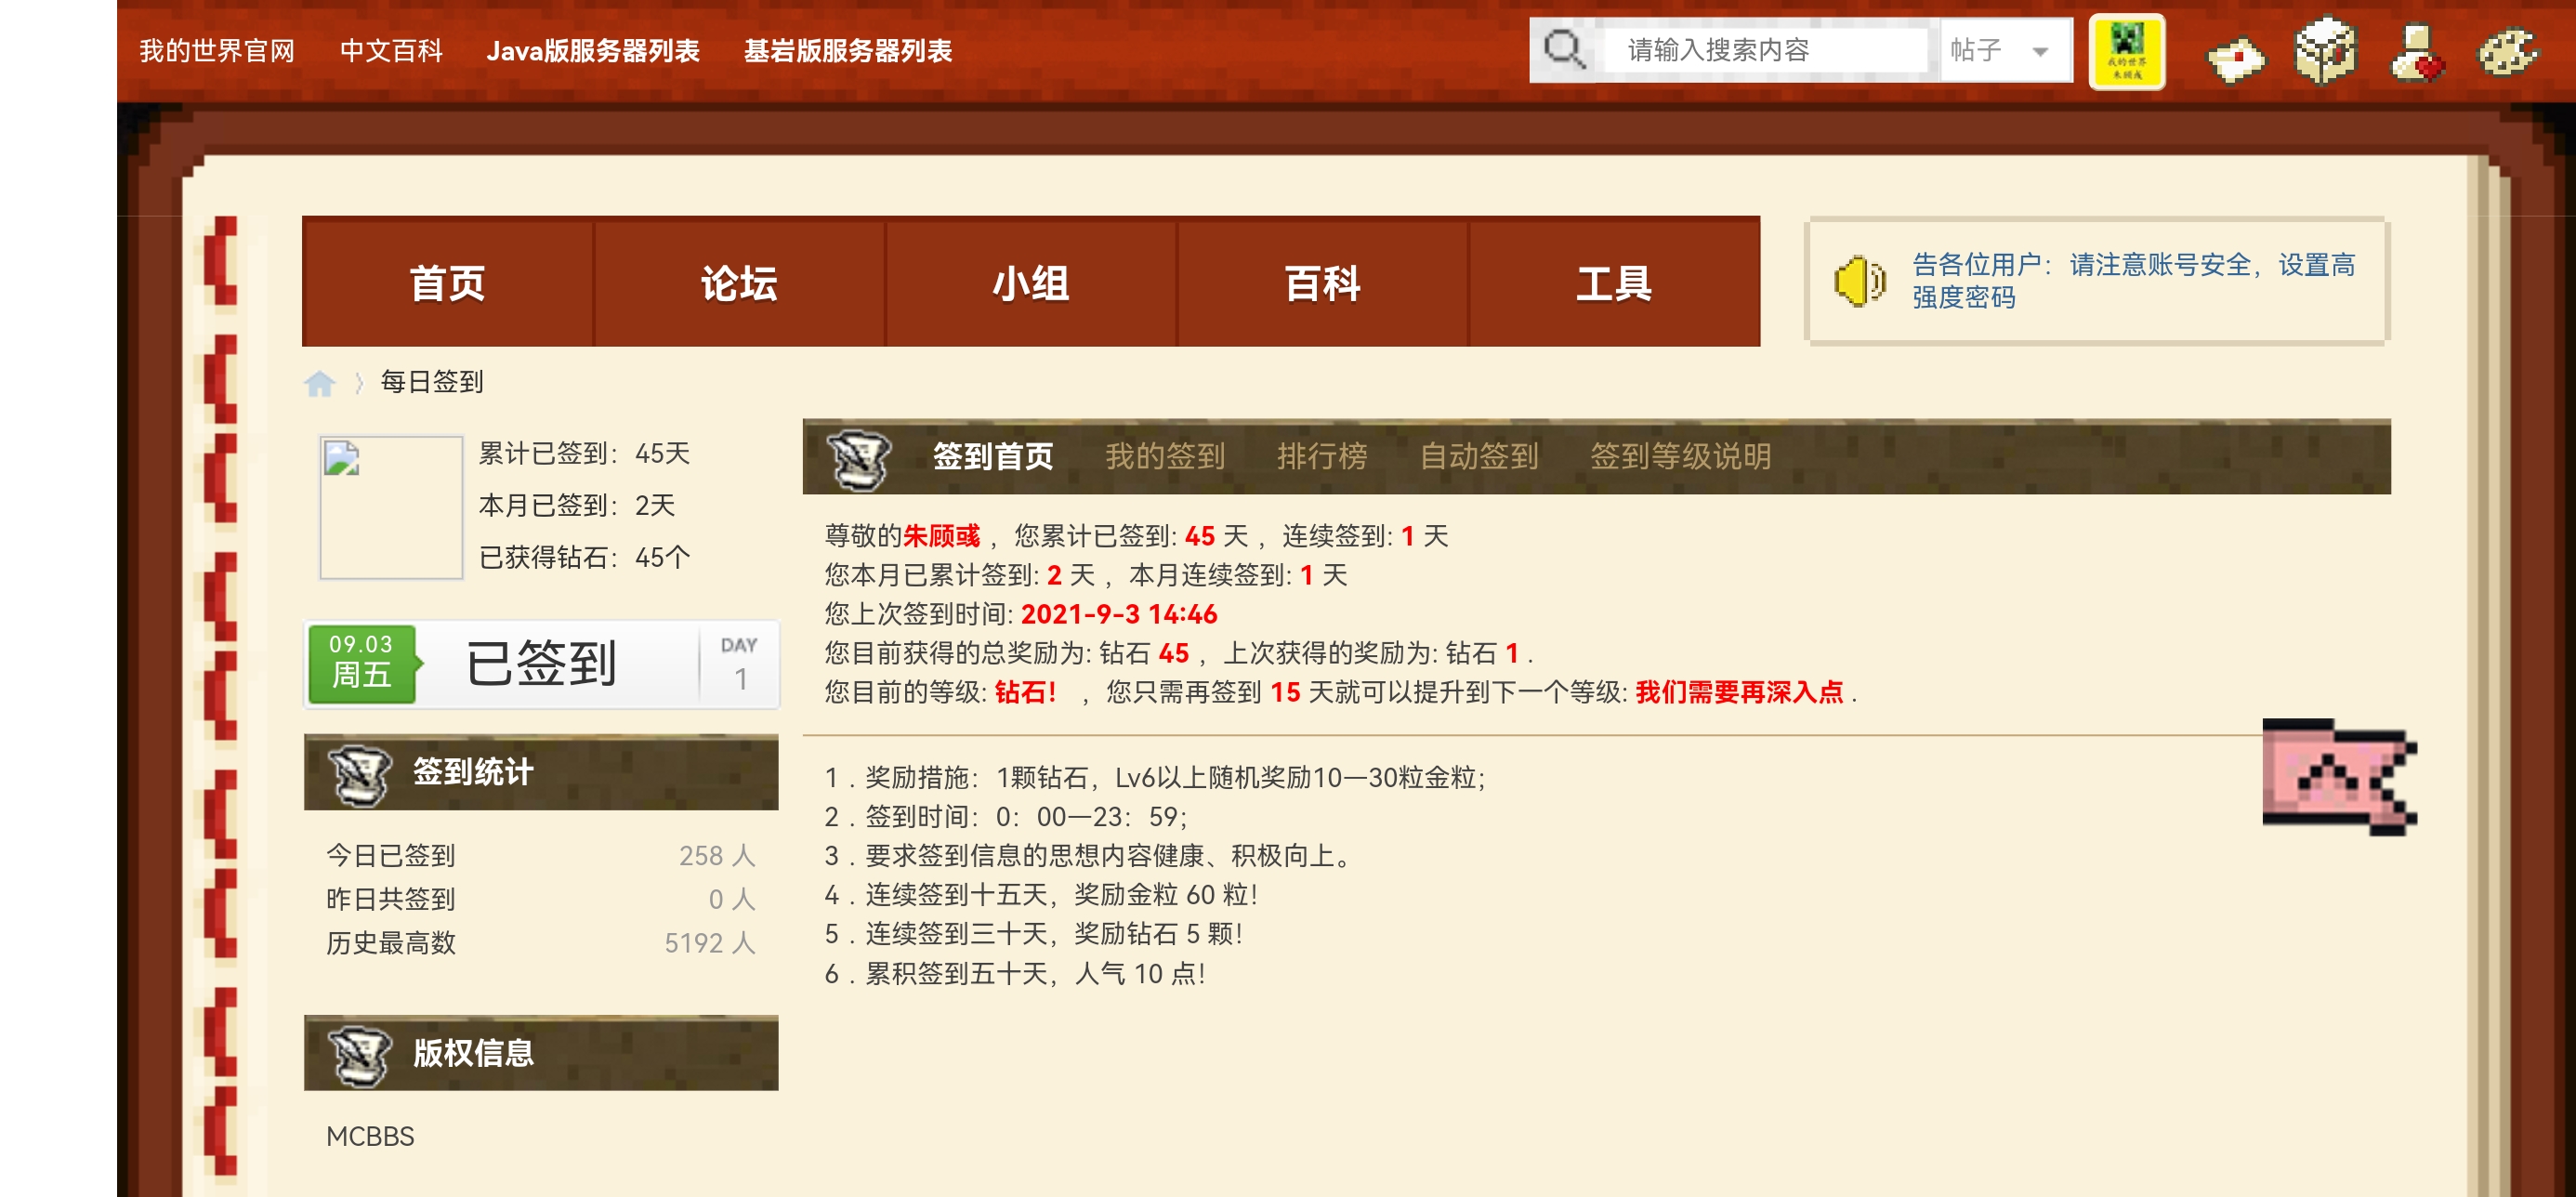 我的世界官网 中文百科 Java版服务器列表 基岩版服务器列表 请输入搜索内容 帖子
首页 论坛 小组 百科 工具
告各位用户：请注意账号安全，设置高
强度密码
每日签到
累计已签到：45天
本月已签到：2天
已获得钻石：45个
09.03
周五
已签到
DAY
1
签到统计
今日已签到 258 人
昨日共签到 0 人
历史最高数 5192 人
版权信息
MCBBS
签到首页 我的签到 排行榜 自动签到 签到等级说明
尊敬的朱顾彧 ，您累计已签到: 45 天 ，连续签到: 1 天
您本月已累计签到: 2 天 ，本月连续签到: 1 天
您上次签到时间: 2021-9-3 14:46
您目前获得的总奖励为: 钻石 45 ，上次获得的奖励为: 钻石 1 .
您目前的等级: 钻石！ ，您只需再签到 15 天就可以提升到下一个等级: 我们需要再深入点 .
1．奖励措施：1颗钻石，Lv6以上随机奖励10—30粒金粒；
2．签到时间：0：00—23：59；
3．要求签到信息的思想内容健康、积极向上。
4．连续签到十五天，奖励金粒 60 粒！
5．连续签到三十天，奖励钻石 5 颗！
6．累积签到五十天，人气 10 点！